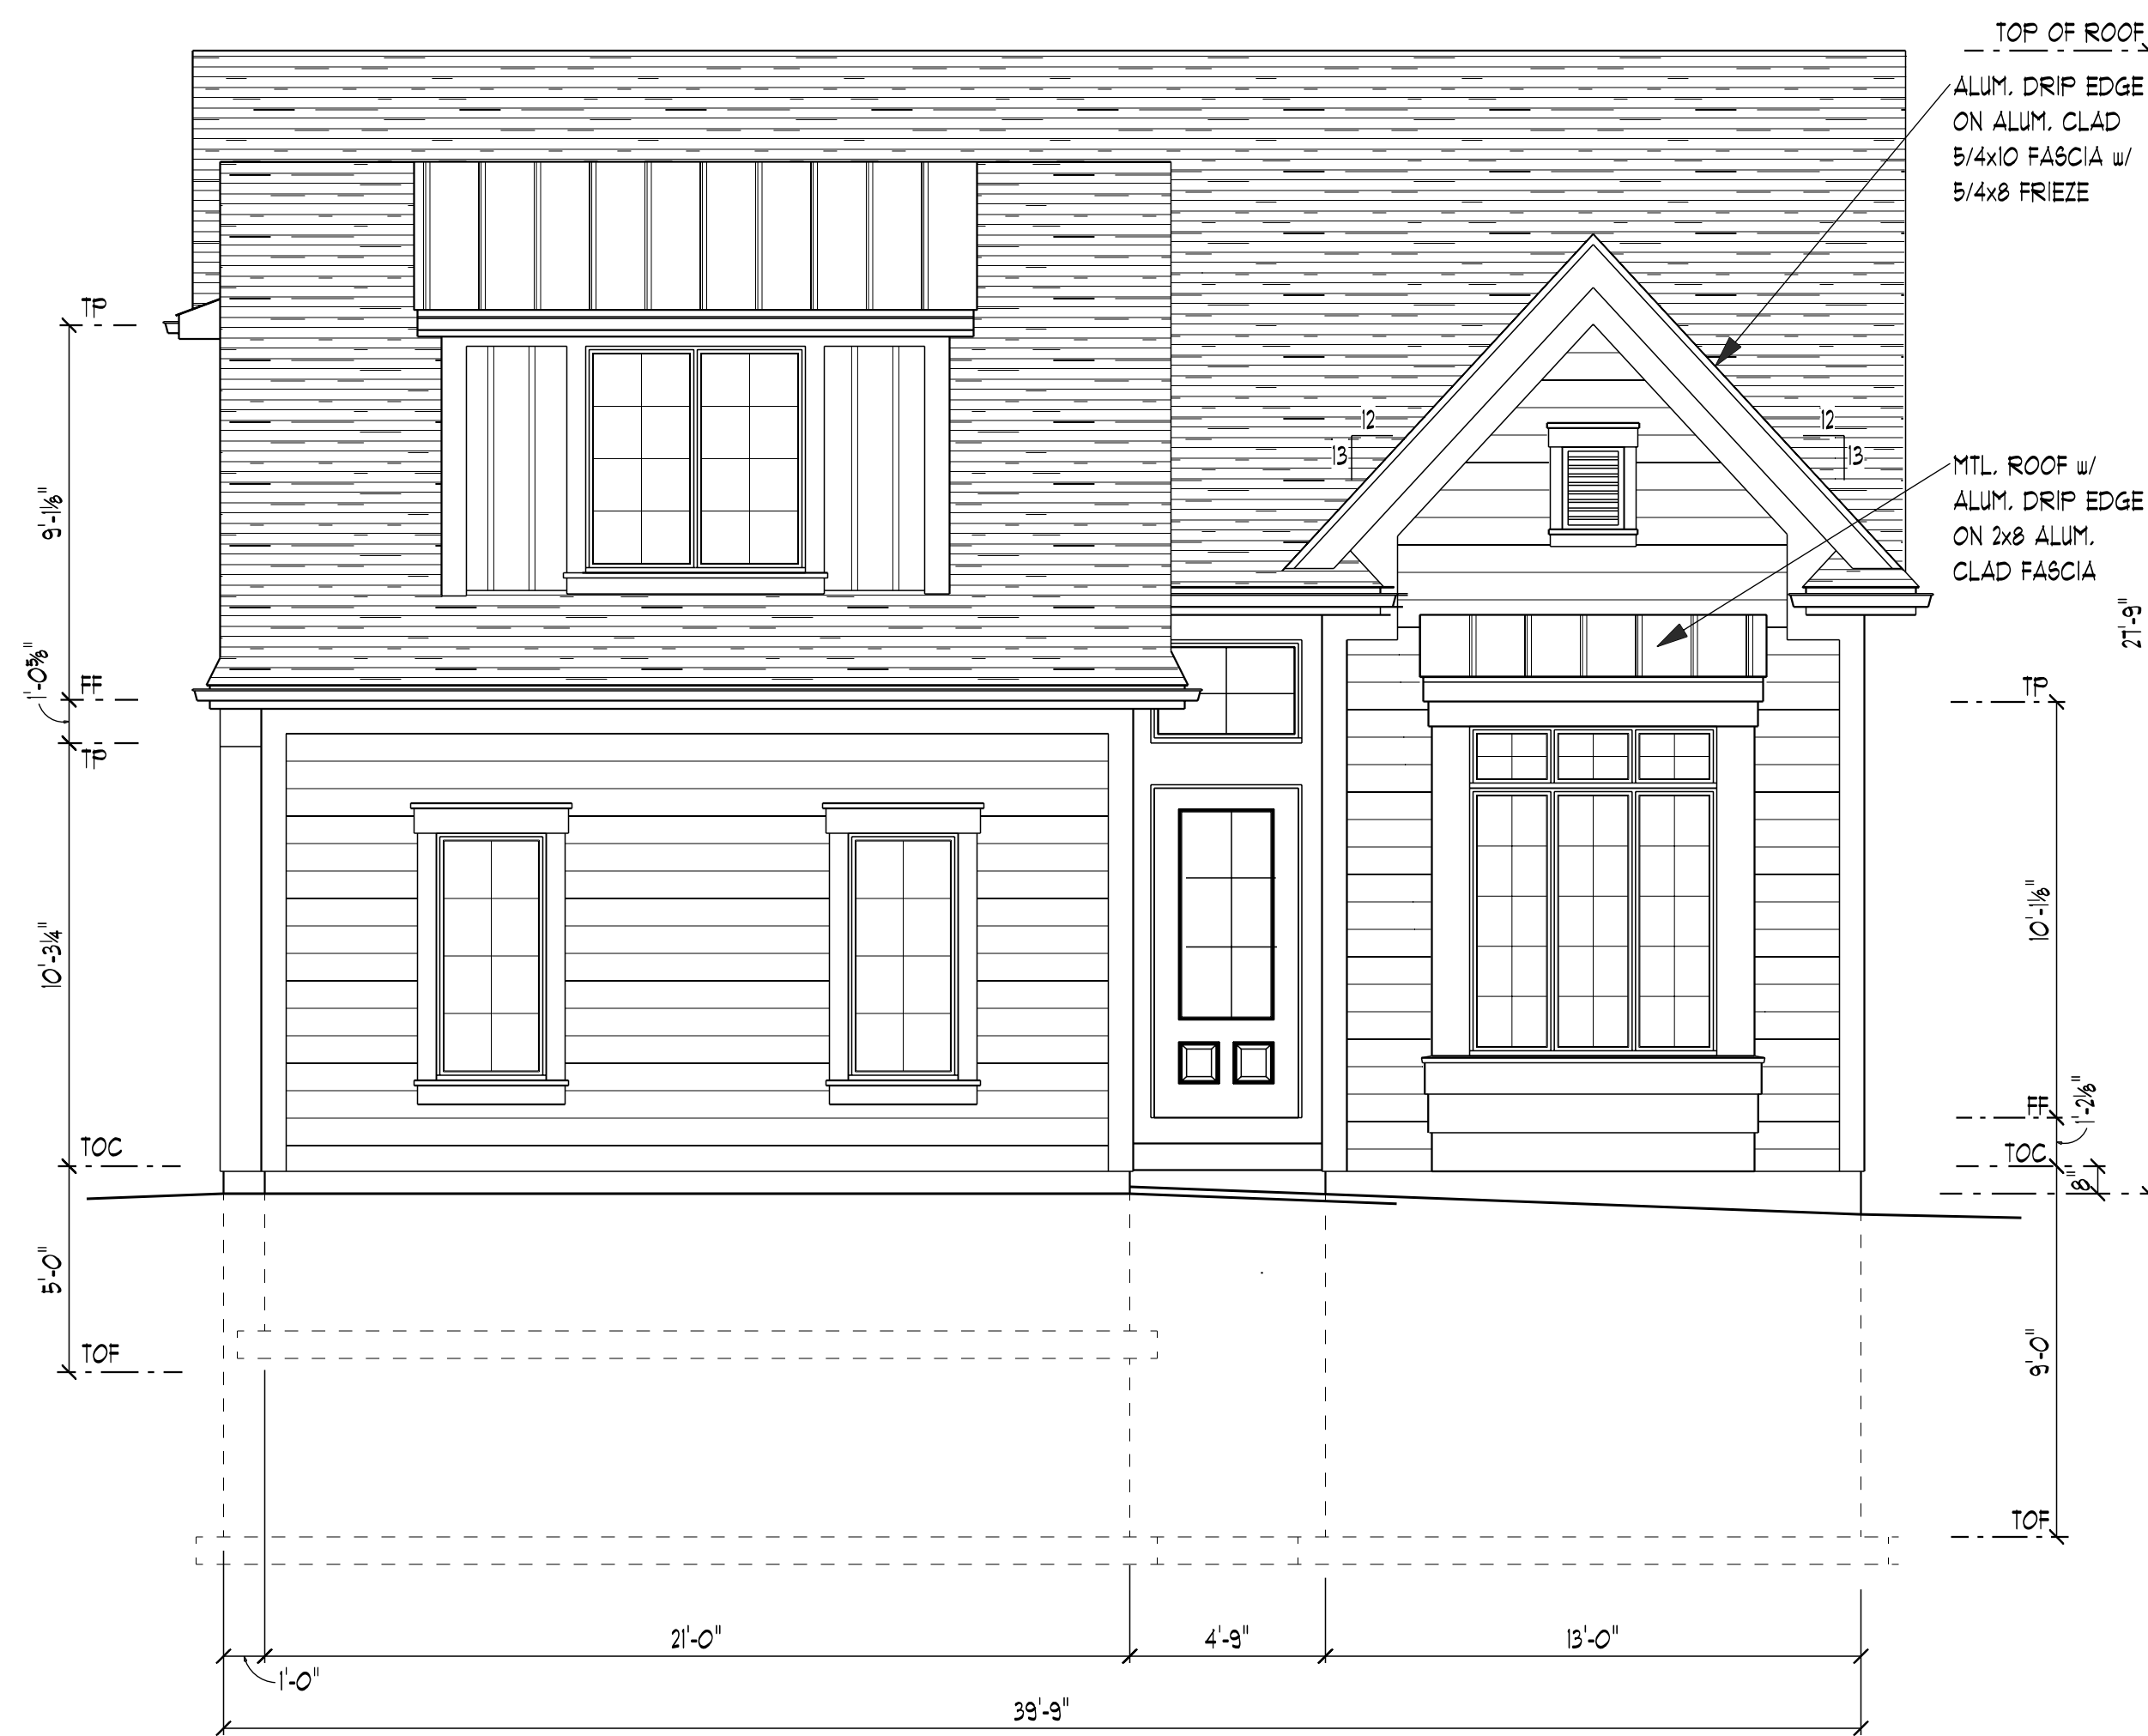 TOP OF ROOF
ALUM. DRIP EDGE
ON ALUM. CLAD
5/4x10 FASCIA w/
5/4x8 FRIEZE
TP
12
12
13
13
MTL. ROOF w/
ALUM. DRIP EDGE
ON 2x8 ALUM.
CLAD FASCIA
9'-1⅛"
27'-9"
1'-0⅝"
FF
TP
TP
10'-3¼"
10'-1⅛"
FF
1'-2⅛"
TOC
TOC
8"
5'-0"
TOF
9'-0"
TOF
21'-0"
4'-9"
13'-0"
1'-0"
39'-9"